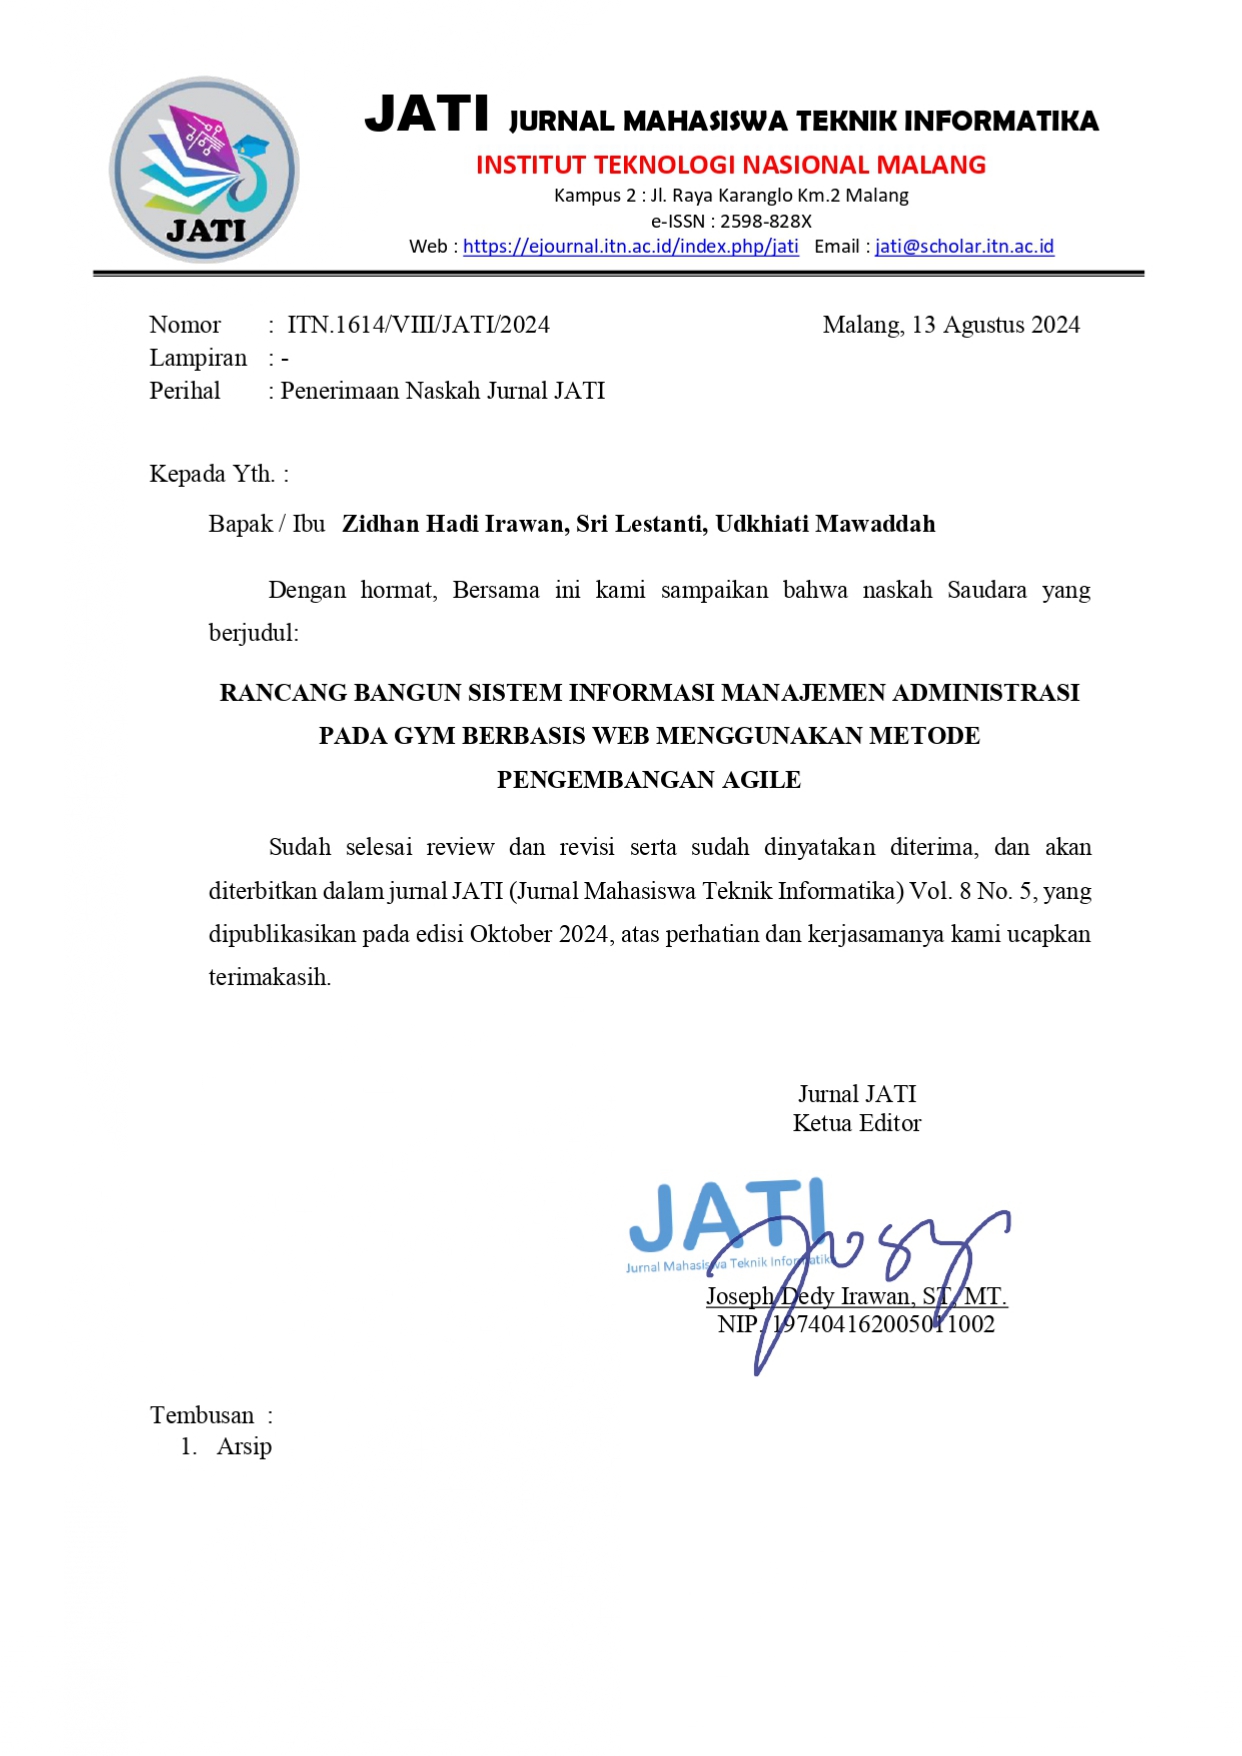 JATI
JATI JURNAL MAHASISWA TEKNIK INFORMATIKA
INSTITUT TEKNOLOGI NASIONAL MALANG
Kampus 2 : Jl. Raya Karanglo Km.2 Malang
e-ISSN : 2598-828X
Web : https://ejournal.itn.ac.id/index.php/jati Email : jati@scholar.itn.ac.id
Nomor : ITN.1614/VIII/JATI/2024 Malang, 13 Agustus 2024
Lampiran : -
Perihal : Penerimaan Naskah Jurnal JATI
Kepada Yth. :
Bapak / Ibu Zidhan Hadi Irawan, Sri Lestanti, Udkhiati Mawaddah
Dengan hormat, Bersama ini kami sampaikan bahwa naskah Saudara yang
berjudul:
RANCANG BANGUN SISTEM INFORMASI MANAJEMEN ADMINISTRASI
PADA GYM BERBASIS WEB MENGGUNAKAN METODE
PENGEMBANGAN AGILE
Sudah selesai review dan revisi serta sudah dinyatakan diterima, dan akan
diterbitkan dalam jurnal JATI (Jurnal Mahasiswa Teknik Informatika) Vol. 8 No. 5, yang
dipublikasikan pada edisi Oktober 2024, atas perhatian dan kerjasamanya kami ucapkan
terimakasih.
Jurnal JATI
Ketua Editor
JATI
Jurnal Mahasiswa Teknik Informatika
Joseph Dedy Irawan, ST, MT.
NIP. 197404162005011002
Tembusan :
1. Arsip